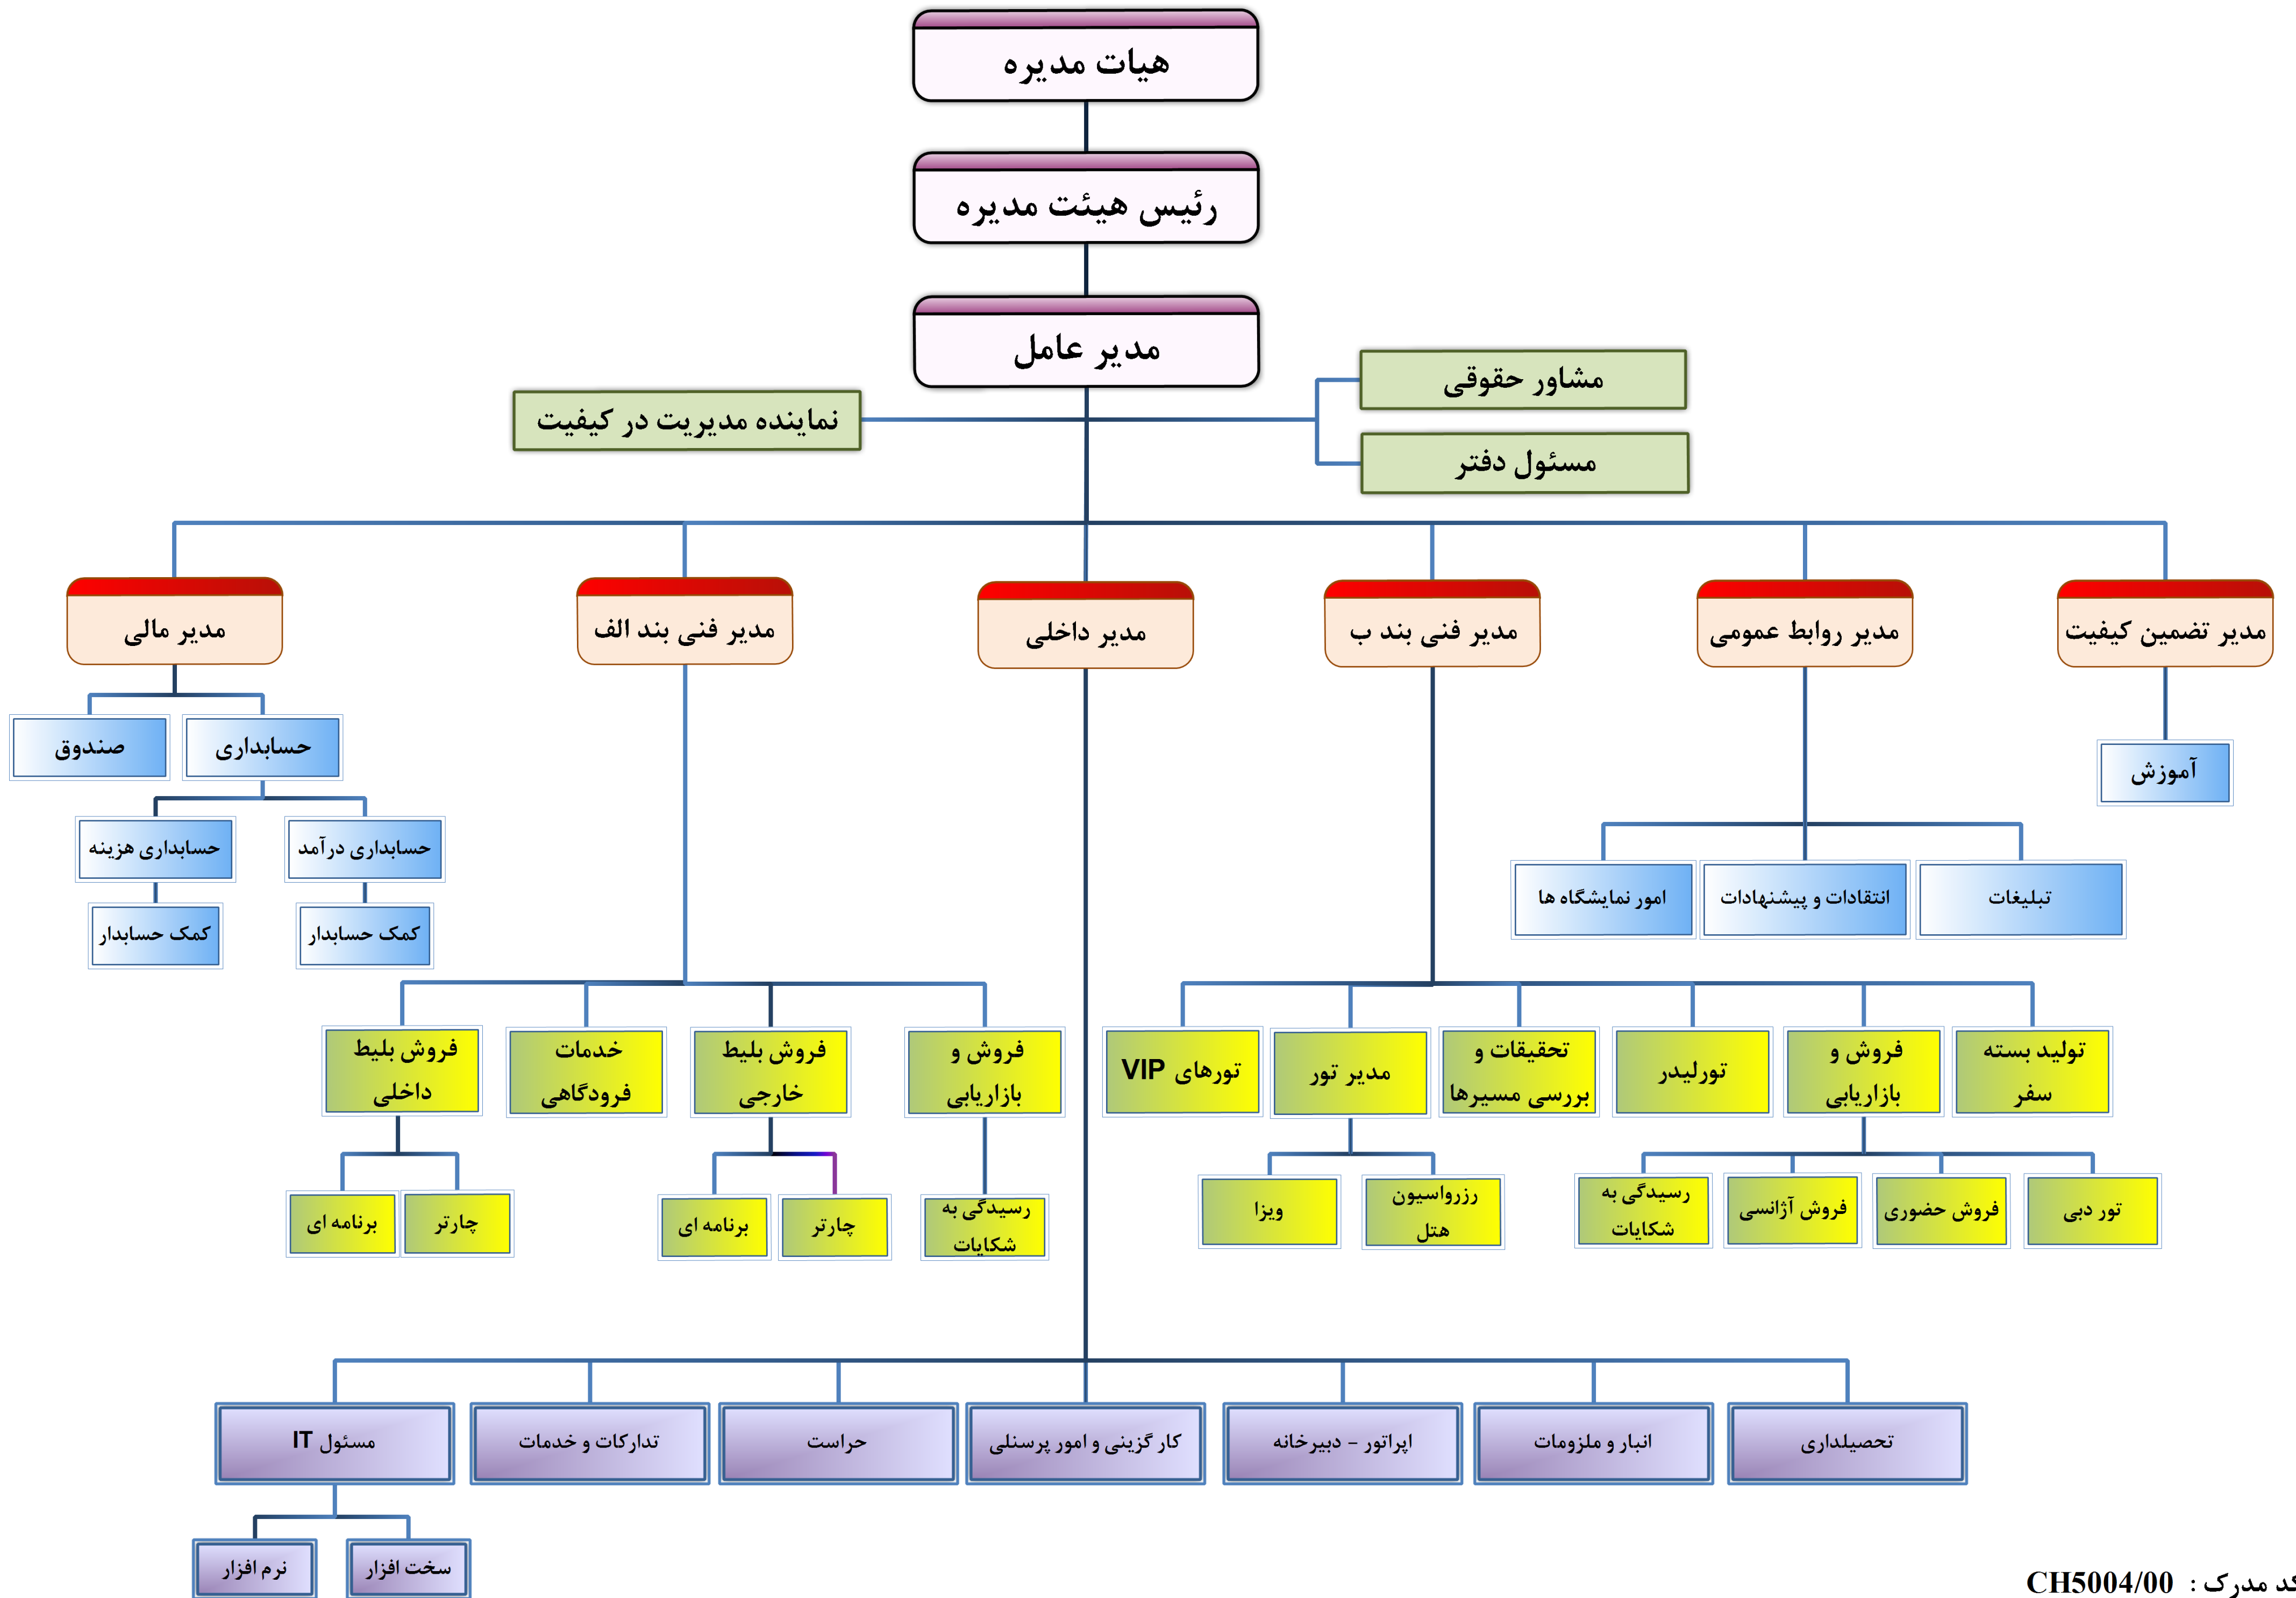 هیات مدیره
رئیس هیئت مدیره
مدیر عامل
مشاور حقوقی
نماینده مدیریت در کیفیت
مسئول دفتر
مدیر تضمین کیفیت
مدیر روابط عمومی
مدیر فنی بند ب
مدیر داخلی
مدیر فنی بند الف
مدیر مالی
آموزش
حسابداری
صندوق
تبلیغات
انتقادات و پیشنهادات
امور نمایشگاه ها
حسابداری درآمد
حسابداری هزینه
کمک حسابدار
کمک حسابدار
تولید بسته
سفر
فروش و
بازاریابی
تورلیدر
تحقیقات و
بررسی مسیرها
مدیر تور
تورهای VIP
فروش و
بازاریابی
فروش بلیط
خارجی
خدمات
فرودگاهی
فروش بلیط
داخلی
تور دبی
فروش حضوری
فروش آژانسی
رسیدگی به
شکایات
رزرواسیون
هتل
ویزا
رسیدگی به
شکایات
چارتر
برنامه ای
چارتر
برنامه ای
تحصیلداری
انبار و ملزومات
اپراتور – دبیرخانه
کار گزینی و امور پرسنلی
حراست
تدارکات و خدمات
مسئول IT
سخت افزار
نرم افزار
کد مدرک : CH5004/00